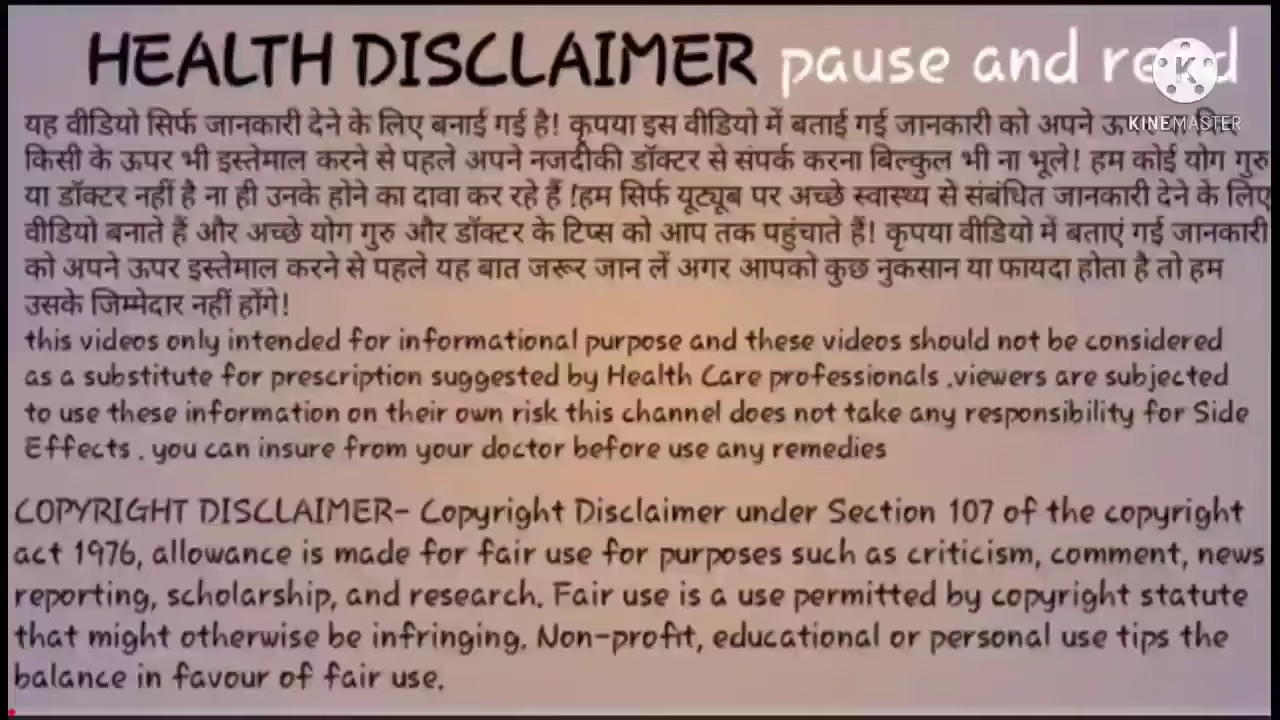 HEALTH DISCLAIMER pause and read
KINEMASTER
यह वीडियो सिर्फ जानकारी देने के लिए बनाई गई है! कृपया इस वीडियो में बताई गई जानकारी को अपने
किसी के ऊपर भी इस्तेमाल करने से पहले अपने नजदीकी डॉक्टर से संपर्क करना बिल्कुल भी ना भूले! हम कोई योग गुरु
या डॉक्टर नहीं है ना ही उनके होने का दावा कर रहे हैं !हम सिर्फ यूट्यूब पर अच्छे स्वास्थ्य से संबंधित जानकारी देने के लिए
वीडियो बनाते हैं और अच्छे योग गुरु और डॉक्टर के टिप्स को आप तक पहुंचाते हैं! कृपया वीडियो में बताएं गई जानकारी
को अपने ऊपर इस्तेमाल करने से पहले यह बात जरूर जान लें अगर आपको कुछ नुकसान या फायदा होता है तो हम
उसके जिम्मेदार नहीं होंगे!
this videos only intended for informational purpose and these videos should not be considered
as a substitute for prescription suggested by Health Care professionals .viewers are subjected
to use these information on their own risk this channel does not take any responsibility for Side
Effects . you can insure from your doctor before use any remedies
COPYRIGHT DISCLAIMER- Copyright Disclaimer under Section 107 of the copyright
act 1976, allowance is made for fair use for purposes such as criticism, comment, news
reporting, scholarship, and research. Fair use is a use permitted by copyright statute
that might otherwise be infringing. Non-profit, educational or personal use tips the
balance in favour of fair use.